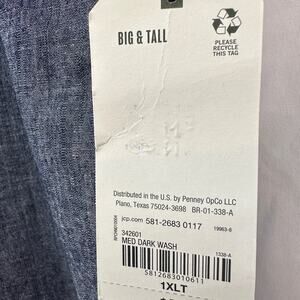 BIG & TALL
PLEASE
RECYCLE
THIS TAG
Distributed in the U.S. by Penney OpCo LLC
Plano, Texas 75024-3698 BR-01-338-A
jcp.com 581-2683 0117 19963-6
342601
MED DARK WASH 1338-A
5812683010611
1XLT